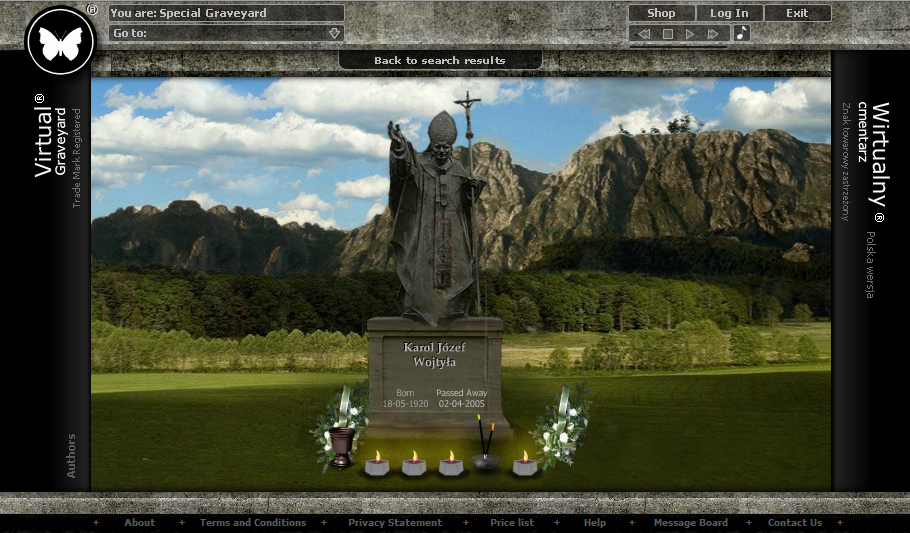 You are: Special Graveyard
Go to:
Shop
Log In
Exit
Back to search results
Virtual®
Graveyard
Trade Mark Registered
Wirtualny ®
cmentarz
Znak towarowy zastrzeżony
Polska wersja
Karol Józef
Wojtyła
Born Passed Away
18-05-1920 02-04-2005
Authors
+ About + Terms and Conditions + Privacy Statement + Price list + Help + Message Board + Contact Us +